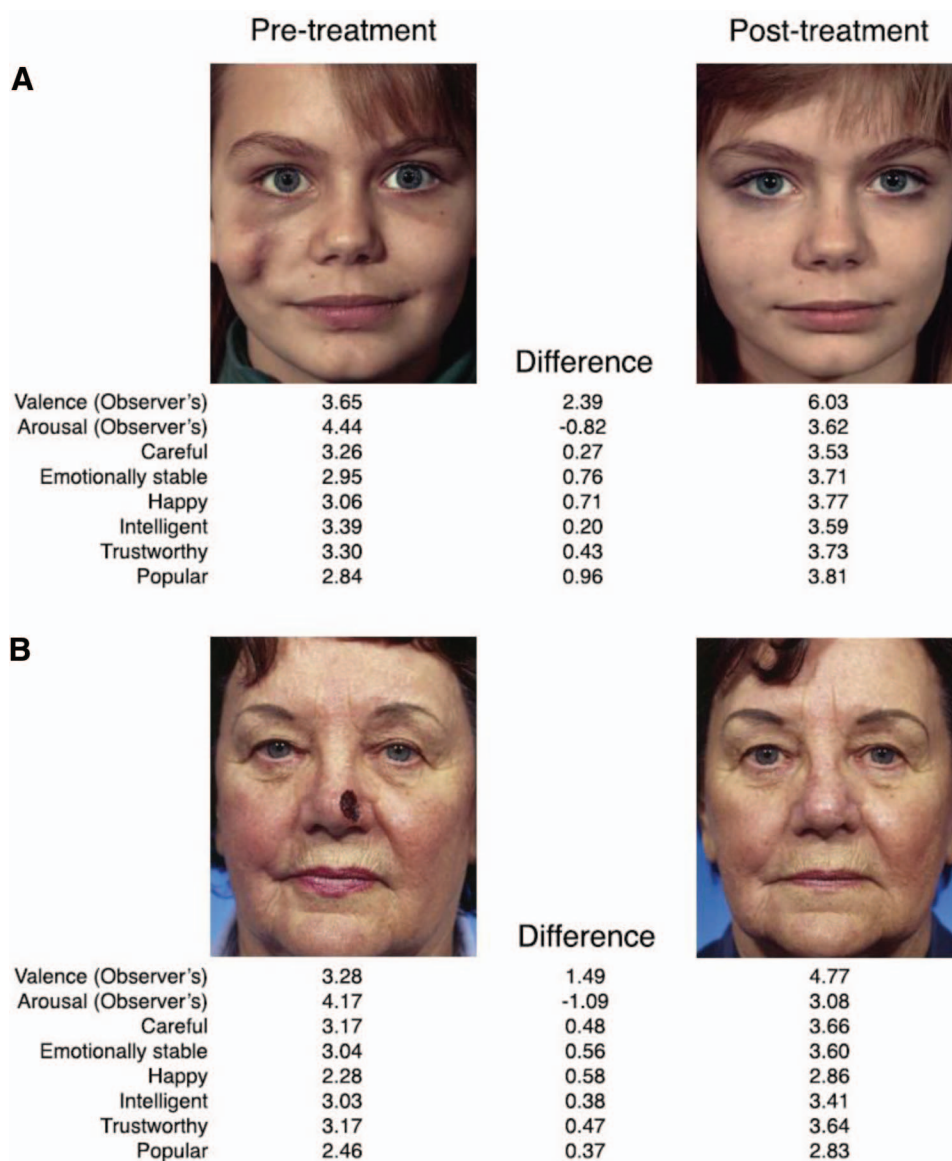 Pre-treatment Post-treatment
A
Difference
Valence (Observer's) 3.65 2.39 6.03
Arousal (Observer's) 4.44 -0.82 3.62
Careful 3.26 0.27 3.53
Emotionally stable 2.95 0.76 3.71
Happy 3.06 0.71 3.77
Intelligent 3.39 0.20 3.59
Trustworthy 3.30 0.43 3.73
Popular 2.84 0.96 3.81
B
Difference
Valence (Observer's) 3.28 1.49 4.77
Arousal (Observer's) 4.17 -1.09 3.08
Careful 3.17 0.48 3.66
Emotionally stable 3.04 0.56 3.60
Happy 2.28 0.58 2.86
Intelligent 3.03 0.38 3.41
Trustworthy 3.17 0.47 3.64
Popular 2.46 0.37 2.83